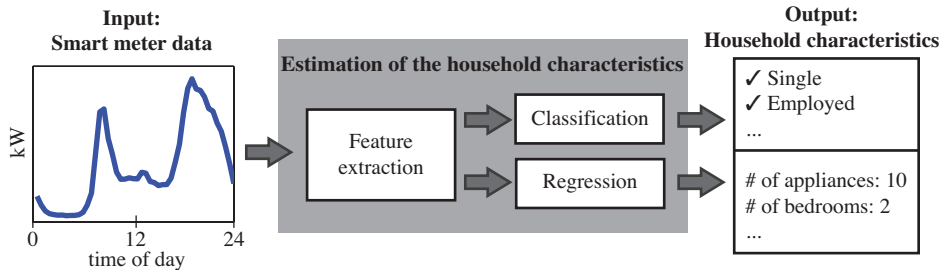 Input:
Smart meter data
kW
0
12
24
time of day
Estimation of the household characteristics
Feature
extraction
Classification
Regression
Output:
Household characteristics
✓ Single
✓ Employed
...
# of appliances: 10
# of bedrooms: 2
...